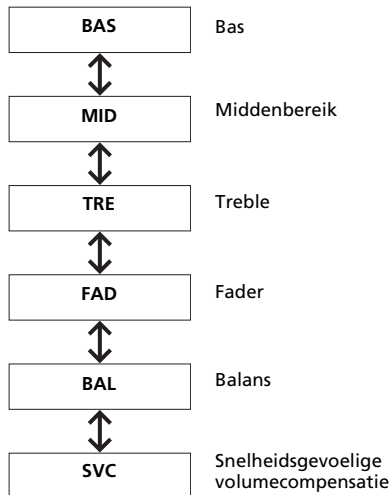 BAS Bas
MID Middenbereik
TRE Treble
FAD Fader
BAL Balans
SVC Snelheidsgevoelige
volumecompensatie